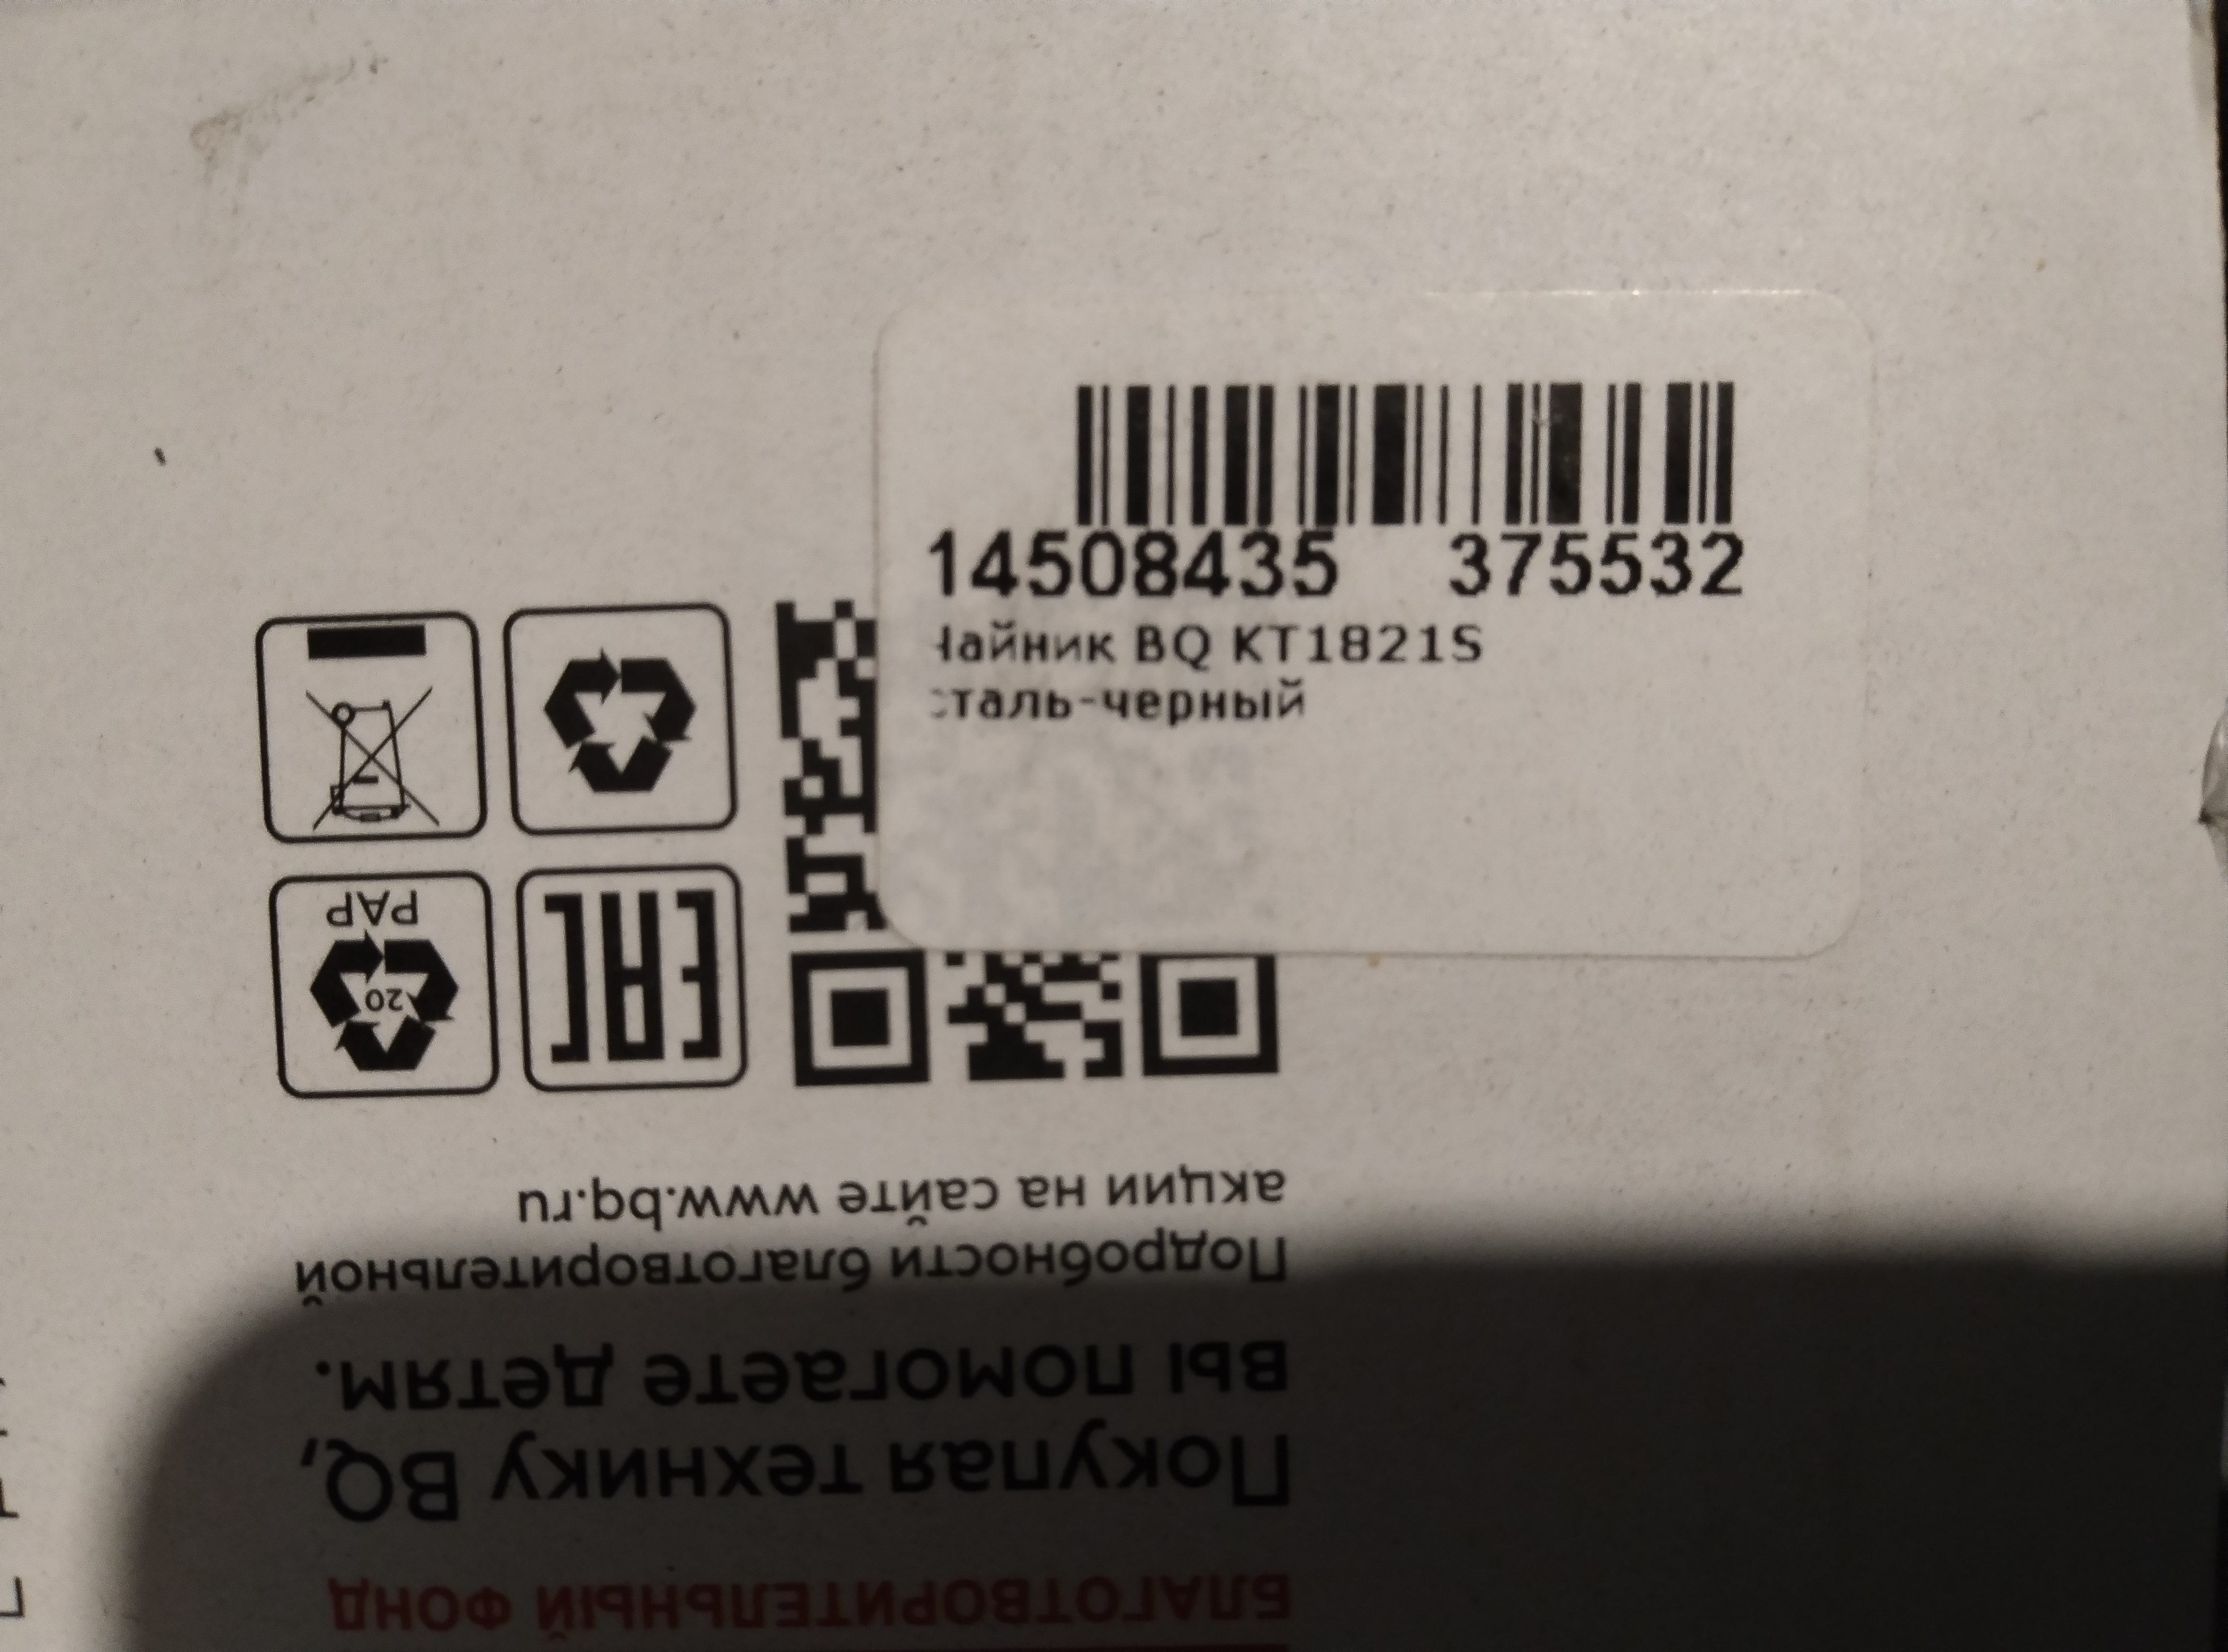 14508435 375532
Чайник BQ KT1821S
сталь-черный
PAP
20
EAC
БЛАГОТВОРИТЕЛЬНЫЙ ФОНД
Покупая технику BQ,
вы помогаете детям.
Подробности благотворительной
акции на сайте www.bq.ru